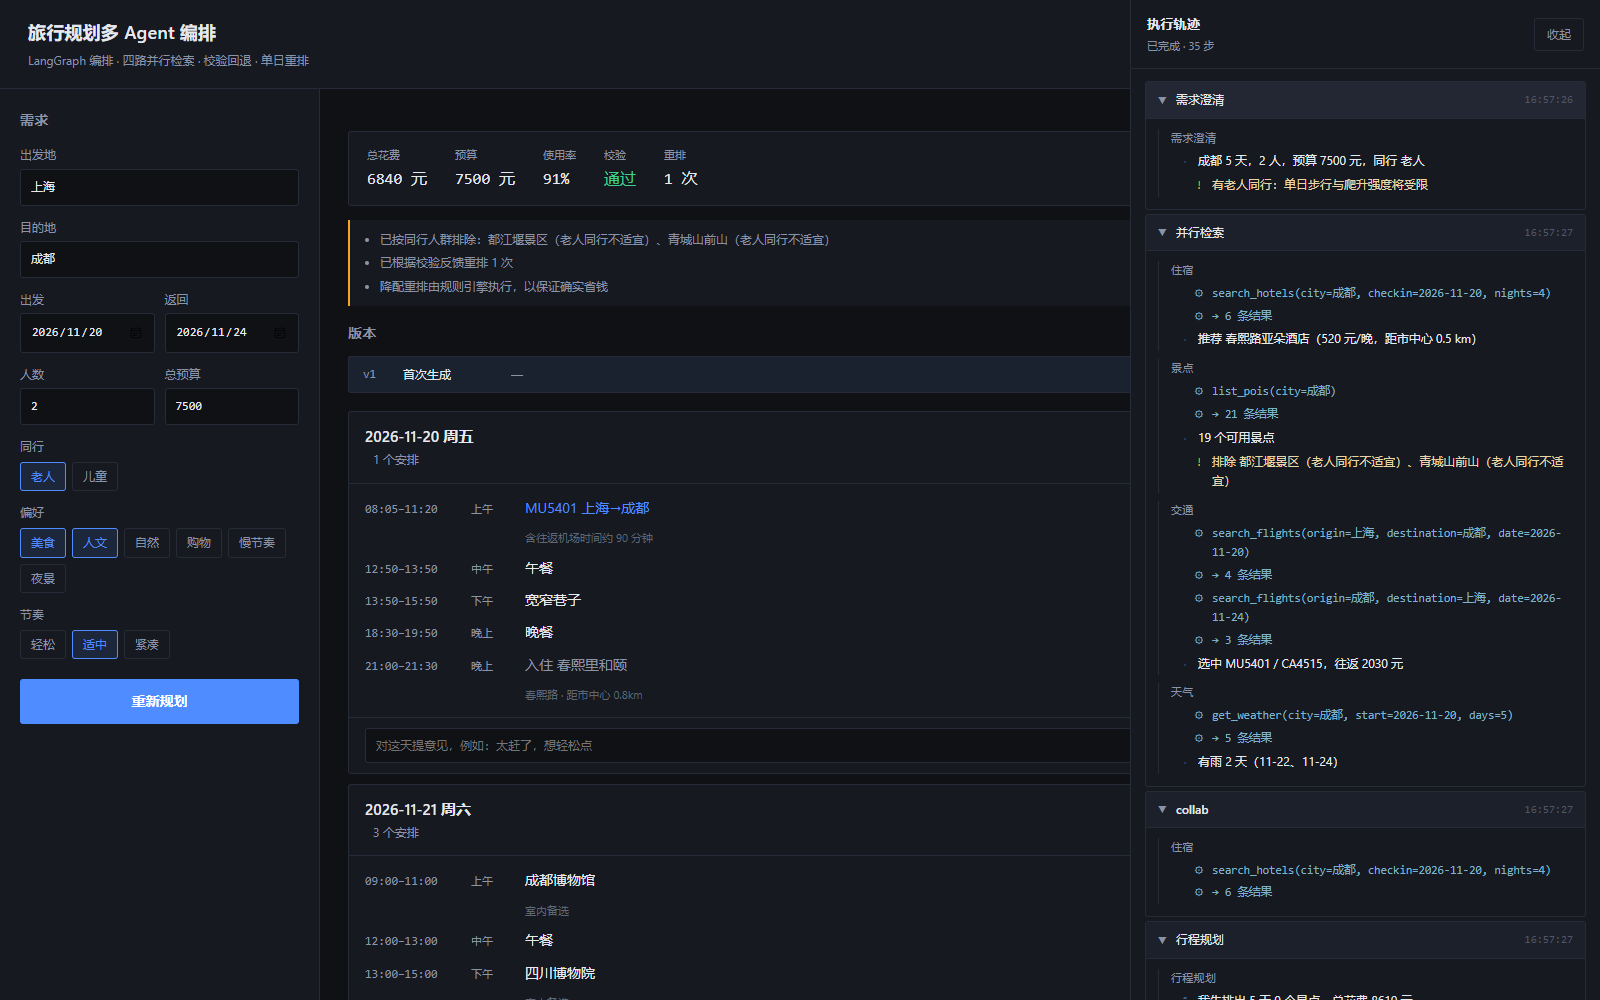 旅行规划多 Agent 编排
LangGraph 编排 · 四路并行检索 · 校验回退 · 单日重排
需求
出发地
上海
目的地
成都
出发
返回
2026/11/20
2026/11/24
人数
总预算
2
7500
同行
老人
儿童
偏好
美食
人文
自然
购物
慢节奏
夜景
节奏
轻松
适中
紧凑
重新规划
总花费
预算
使用率
校验
重排
6840 元
7500 元
91%
通过
1 次
已按同行人群排除：都江堰景区（老人同行不适宜）、青城山前山（老人同行不适宜）
已根据校验反馈重排 1 次
降配重排由规则引擎执行，以保证确实省钱
版本
v1
首次生成
—
2026-11-20 周五
1 个安排
08:05–11:20
上午
MU5401 上海→成都
含往返机场时间约 90 分钟
12:50–13:50
中午
午餐
13:50–15:50
下午
宽窄巷子
18:30–19:50
晚上
晚餐
21:00–21:30
晚上
入住 春熙里和颐
春熙路 · 距市中心 0.8km
对这天提意见，例如：太赶了，想轻松点
2026-11-21 周六
3 个安排
09:00–11:00
上午
成都博物馆
室内备选
12:00–13:00
中午
午餐
13:00–15:00
下午
四川博物院
执行轨迹
已完成 · 35 步
收起
▼ 需求澄清
16:57:26
需求澄清
· 成都 5 天，2 人，预算 7500 元，同行 老人
! 有老人同行：单日步行与爬升强度将受限
▼ 并行检索
16:57:27
住宿
⚙ search_hotels(city=成都, checkin=2026-11-20, nights=4)
⚙ → 6 条结果
· 推荐 春熙路亚朵酒店（520 元/晚，距市中心 0.5 km）
景点
⚙ list_pois(city=成都)
⚙ → 21 条结果
· 19 个可用景点
! 排除 都江堰景区（老人同行不适宜）、青城山前山（老人同行不适
宜）
交通
⚙ search_flights(origin=上海, destination=成都, date=2026-
11-20)
⚙ → 4 条结果
⚙ search_flights(origin=成都, destination=上海, date=2026-
11-24)
⚙ → 3 条结果
· 选中 MU5401 / CA4515，往返 2030 元
天气
⚙ get_weather(city=成都, start=2026-11-20, days=5)
⚙ → 5 条结果
· 有雨 2 天（11-22、11-24）
▼ collab
16:57:27
住宿
⚙ search_hotels(city=成都, checkin=2026-11-20, nights=4)
⚙ → 6 条结果
▼ 行程规划
16:57:27
行程规划